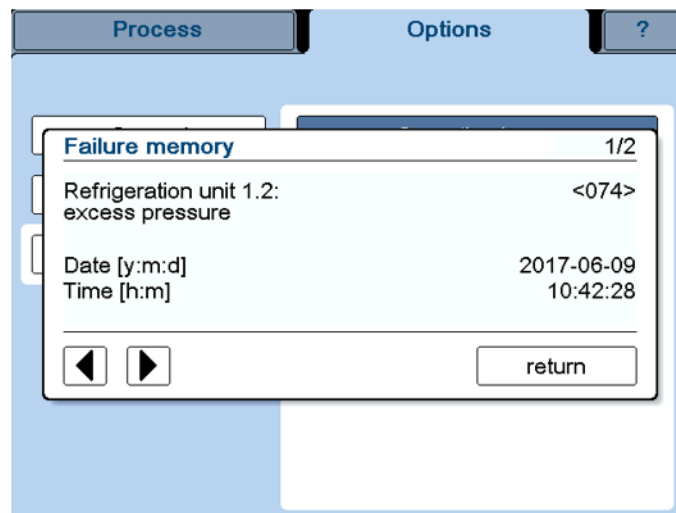 Process
Options
?
Failure memory
1/2
Refrigeration unit 1.2:
<074>
excess pressure
Date [y:m:d]
2017-06-09
Time [h:m]
10:42:28
return